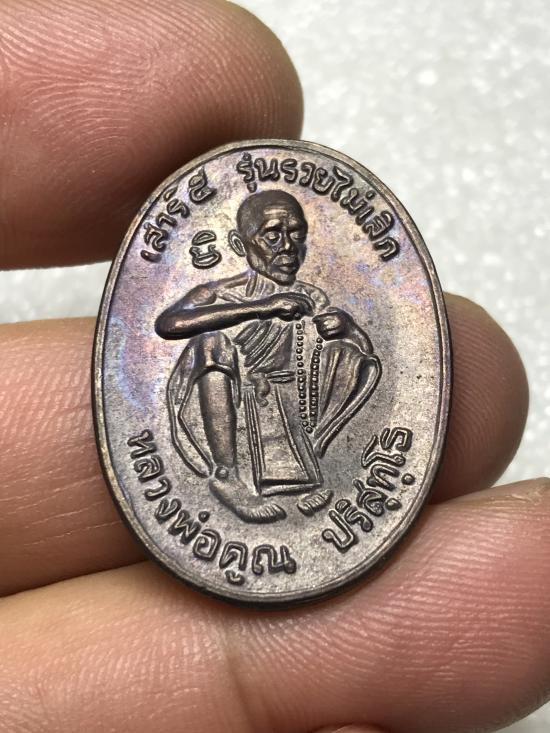 เสาร์๕ รุ่นรวยไม่เลิก
หลวงพ่อคูณ ปริสุทฺโธ